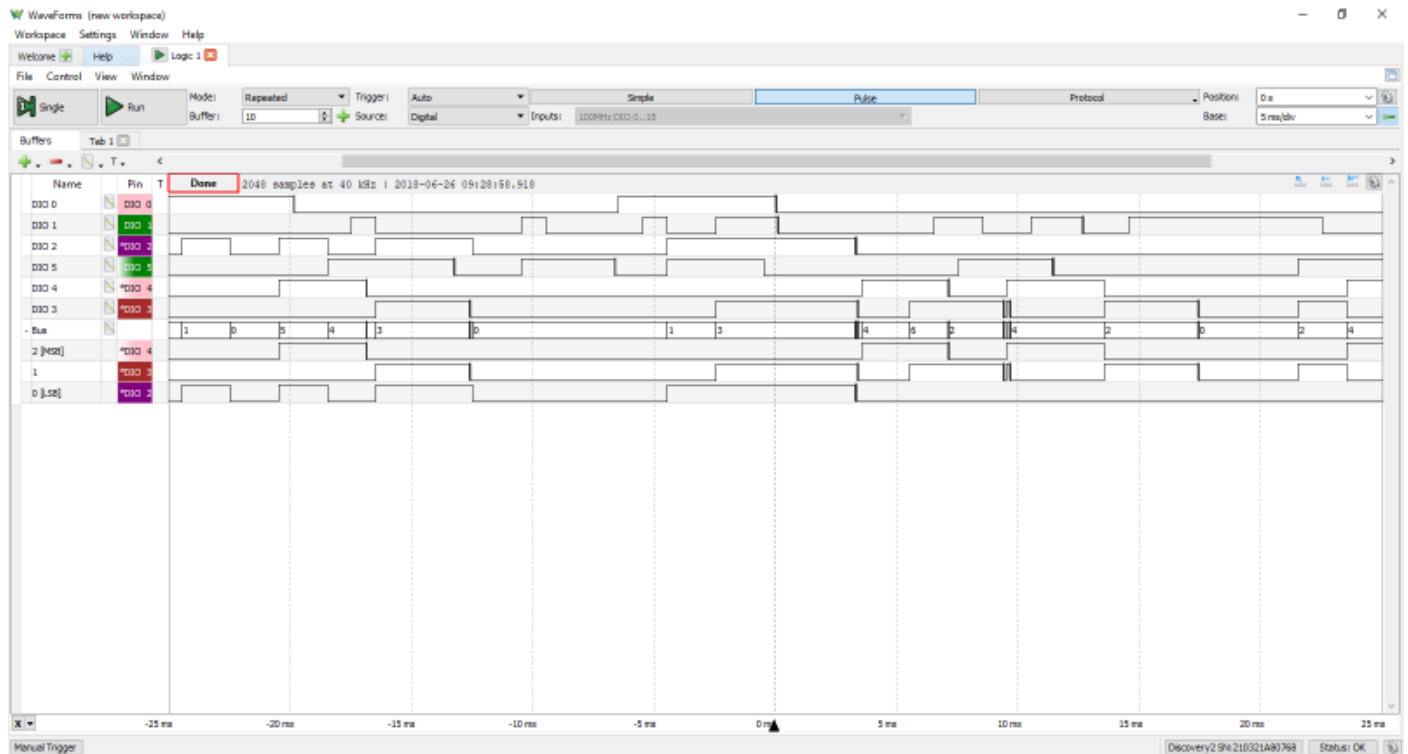 WaveForms (new workspace)
Workspace Settings Window Help
Welcome Help Logic 1
File Control View Window
Single Run Mode: Repeated Trigger: Auto Simple Pulse Protocol Position: 0 s
Buffer: 10 Source: Digital Inputs: 100MHz DIO 0..15 Base: 5 ms/div
Buffers Tab 1
T
Name Pin T Done 2048 samples at 40 kHz | 2018-06-26 09:28:58.918
DIO 0 DIO 0
DIO 1 DIO 1
DIO 2 *DIO 2
DIO 5 DIO 5
DIO 4 *DIO 4
DIO 3 *DIO 3
- Bus 1 0 5 4 3 0 1 3 4 6 2 4 2 0 2 4
2 [MSB] *DIO 4
1 *DIO 3
0 [LSB] *DIO 2
X -25 ms -20 ms -15 ms -10 ms -5 ms 0 ms 5 ms 10 ms 15 ms 20 ms 25 ms
Manual Trigger Discovery2 SN:210321A80768 Status: OK